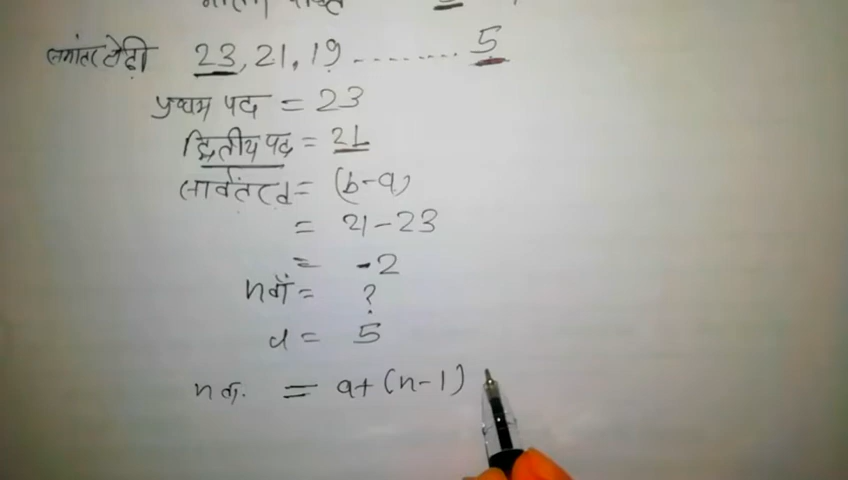 समांतर श्रेढ़ी 23, 21, 19 ........ 5
प्रथम पद = 23
द्वितीय पद = 21
सार्वअंतर d = (b-a)
= 21-23
= -2
nवाँ = ?
d = 5
nवां. = a+(n-1)